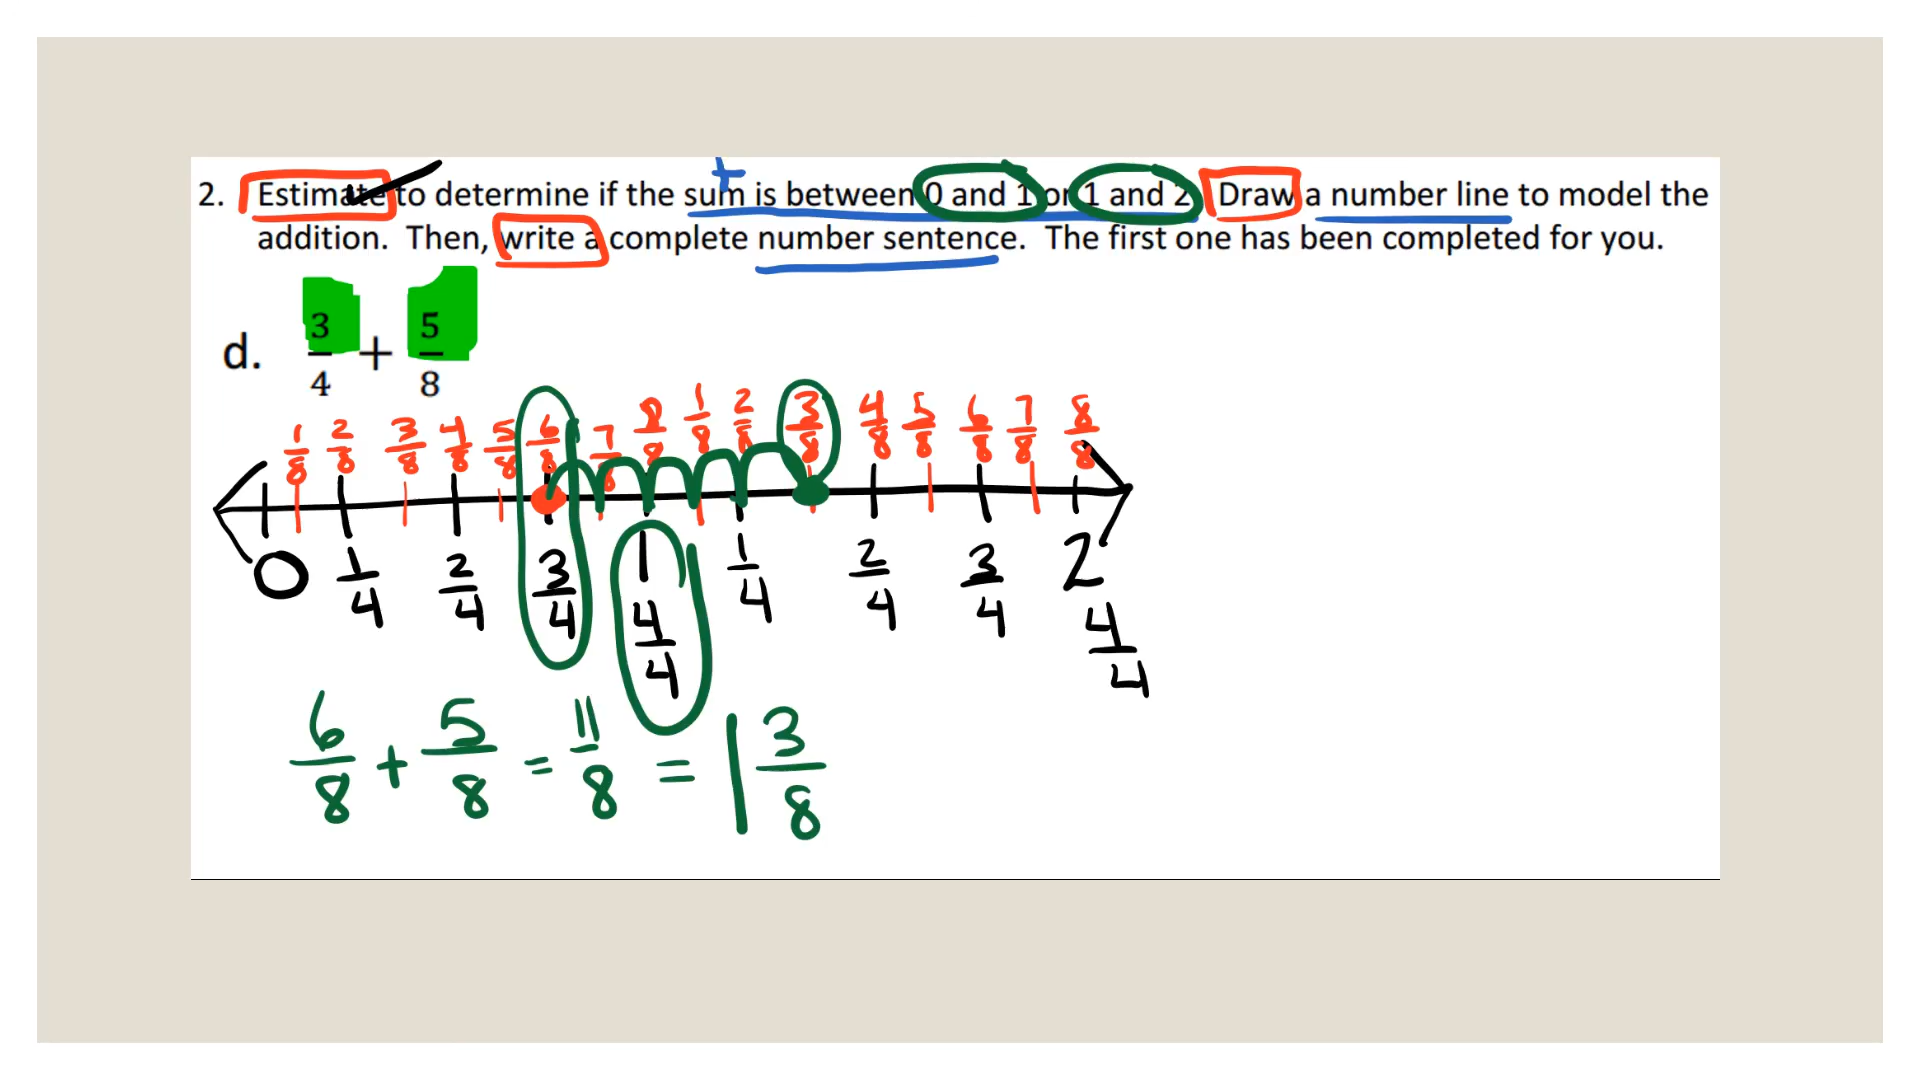 +
2. Estimate to determine if the sum is between 0 and 1 or 1 and 2. Draw a number line to model the
addition. Then, write a complete number sentence. The first one has been completed for you.
d. 3/4 + 5/8
1/8 2/8 3/8 4/8 5/8 6/8 7/8 8/8 1/8 2/8 3/8 4/8 5/8 6/8 7/8 8/8
0 1/4 2/4 3/4 1 1/4 2/4 3/4 2
4/4 4/4
6/8 + 5/8 = 11/8 = 1 3/8